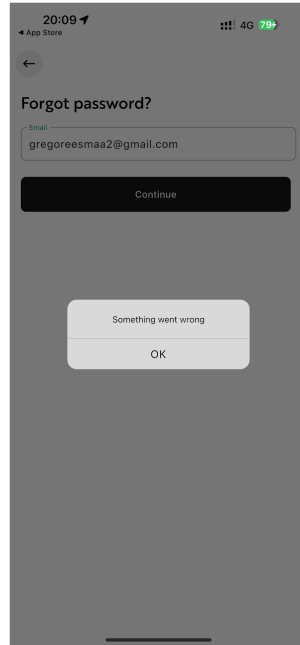 20:09
4G 79
◀ App Store
Forgot password?
Email
gregoreesmaa2@gmail.com
Continue
Something went wrong
OK